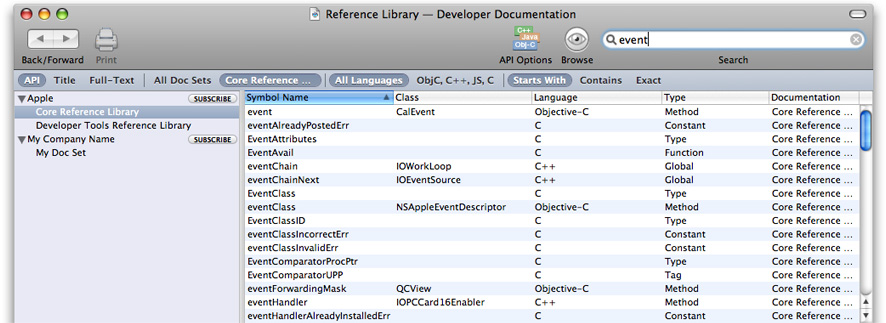 Reference Library — Developer Documentation
C++
Java
Obj-C
event
Back/Forward Print API Options Browse Search
API Title Full-Text All Doc Sets Core Reference ... All Languages ObjC, C++, JS, C Starts With Contains Exact
Apple SUBSCRIBE
Core Reference Library
Developer Tools Reference Library
My Company Name SUBSCRIBE
My Doc Set
Symbol Name Class Language Type Documentation
event CalEvent Objective-C Method Core Reference ...
eventAlreadyPostedErr C Constant Core Reference ...
EventAttributes C Type Core Reference ...
EventAvail C Function Core Reference ...
eventChain IOWorkLoop C++ Global Core Reference ...
eventChainNext IOEventSource C++ Global Core Reference ...
EventClass C Type Core Reference ...
eventClass NSAppleEventDescriptor Objective-C Method Core Reference ...
EventClassID C Type Core Reference ...
eventClassIncorrectErr C Constant Core Reference ...
eventClassInvalidErr C Constant Core Reference ...
EventComparatorProcPtr C Type Core Reference ...
EventComparatorUPP C Tag Core Reference ...
eventForwardingMask QCView Objective-C Method Core Reference ...
eventHandler IOPCCard16Enabler C++ Method Core Reference ...
eventHandlerAlreadyInstalledErr C Constant Core Reference ...